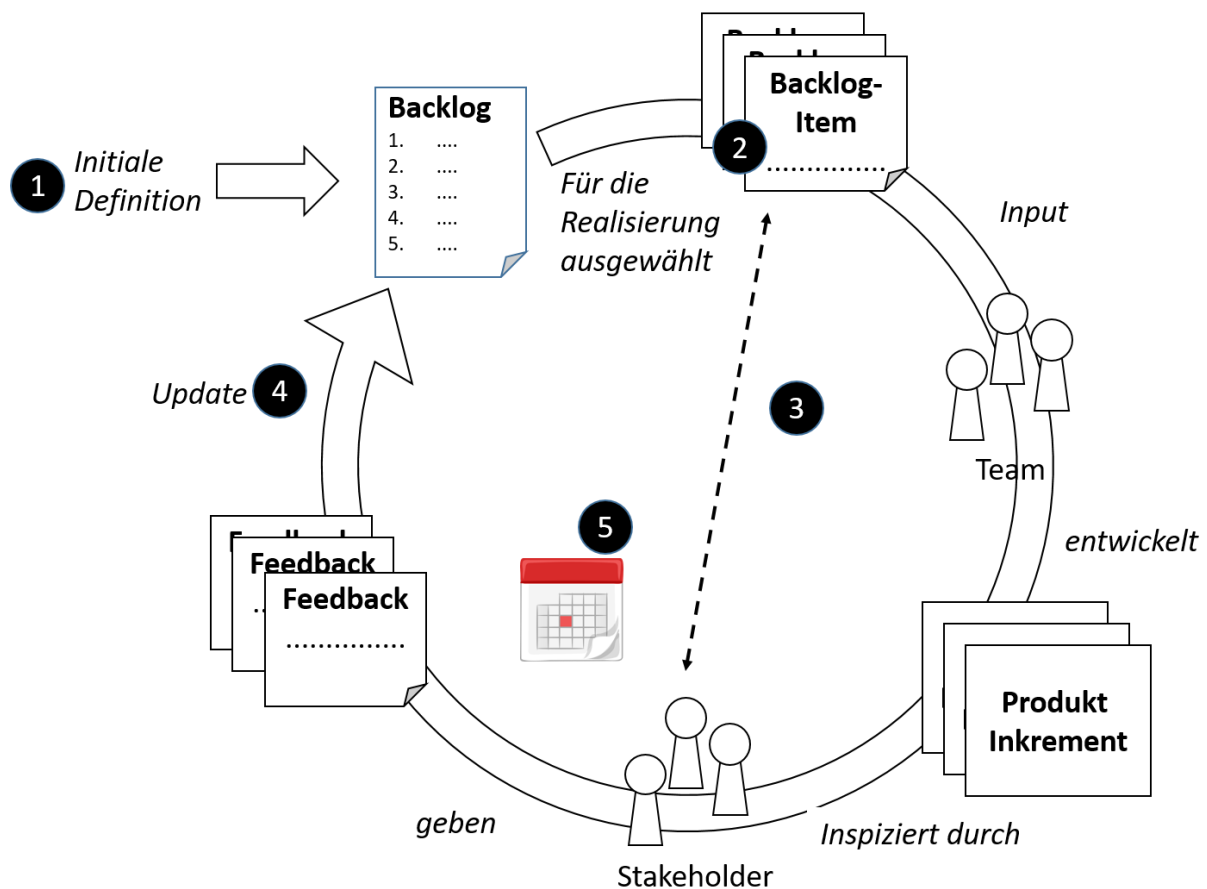 Backlog-
Item
Backlog
1. ....
2. ....
3. ....
4. ....
5. ....
1
Initiale
Definition
2
...............
Für die
Realisierung
ausgewählt
Input
Update
4
3
Team
5
entwickelt
Feedback
Feedback
...............
Produkt
Inkrement
geben
Inspiziert durch
Stakeholder